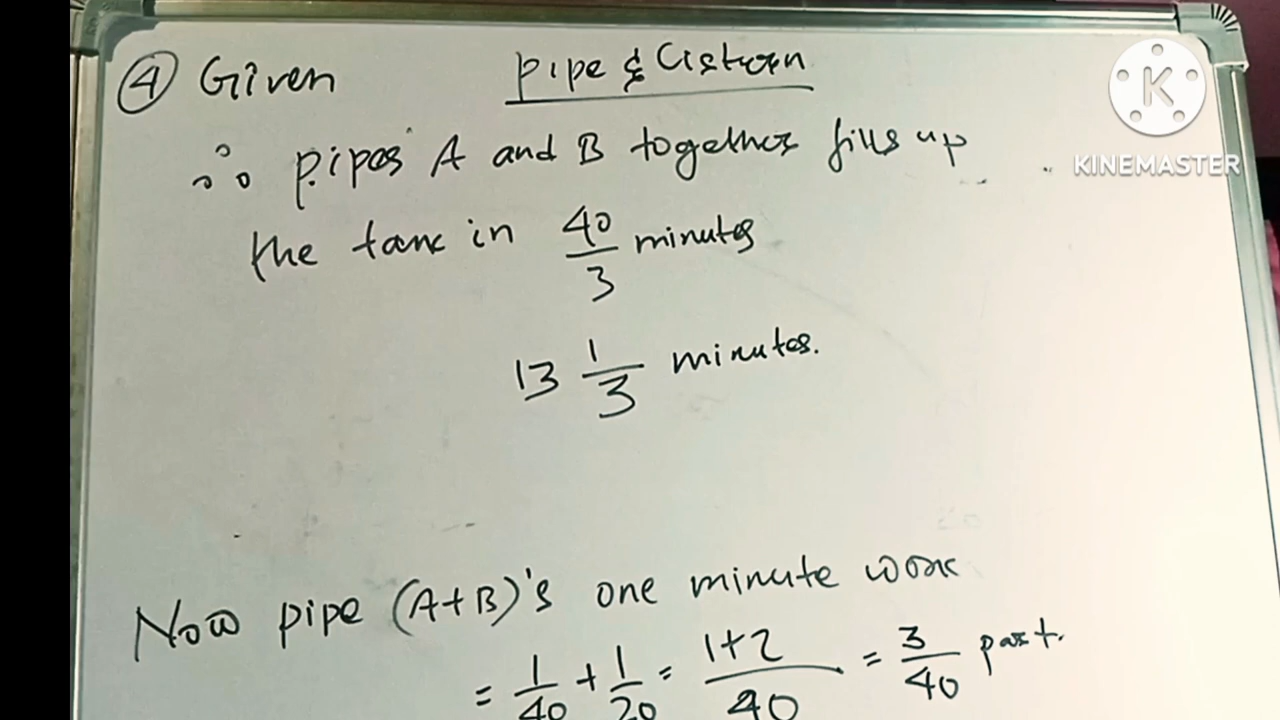 ④ Given Pipe & Cistern
K
KINEMASTER
∴ pipes A and B together fills up
the tank in 40/3 minutes
13 1/3 minutes.
Now pipe (A+B)'s one minute work
= 1/40 + 1/20 = 1+2/40 = 3/40 part.